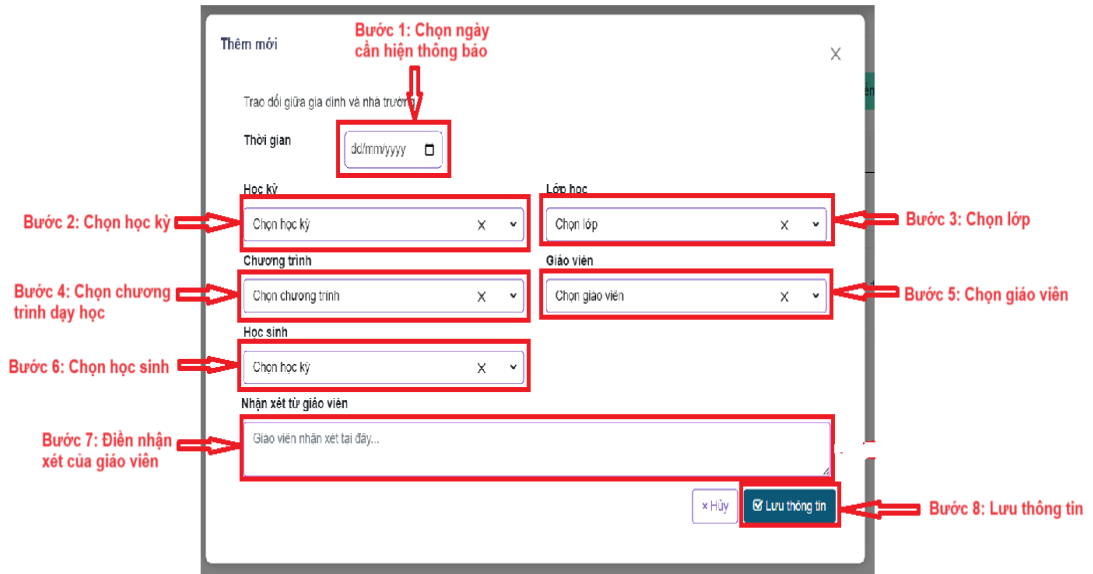 Bước 1: Chọn ngày
cần hiện thông báo
Thêm mới
Trao đổi giữa gia đình và nhà trường
Thời gian
dd/mm/yyyy
Học kỳ
Lớp học
Bước 2: Chọn học kỳ
Chọn học kỳ
Chọn lớp
Bước 3: Chọn lớp
Chương trình
Giáo viên
Bước 4: Chọn chương
trình dạy học
Chọn chương trình
Chọn giáo viên
Bước 5: Chọn giáo viên
Học sinh
Bước 6: Chọn học sinh
Chọn học kỳ
Nhận xét từ giáo viên
Bước 7: Điền nhận
xét của giáo viên
Giáo viên nhận xét tại đây...
× Hủy
Lưu thông tin
Bước 8: Lưu thông tin